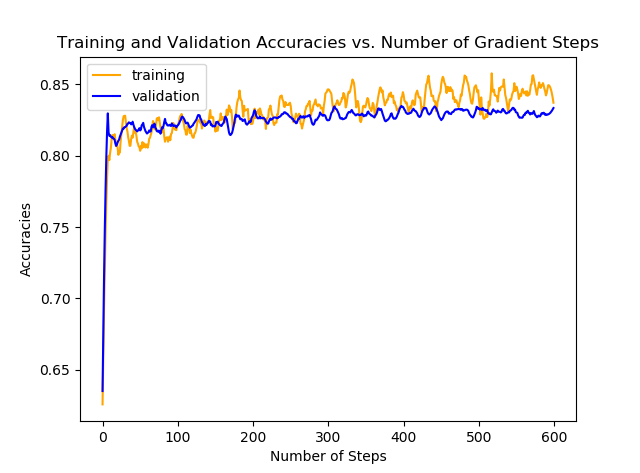 Training and Validation Accuracies vs. Number of Gradient Steps
training
validation
0.85
0.80
0.75
0.70
0.65
Accuracies
0 100 200 300 400 500 600
Number of Steps